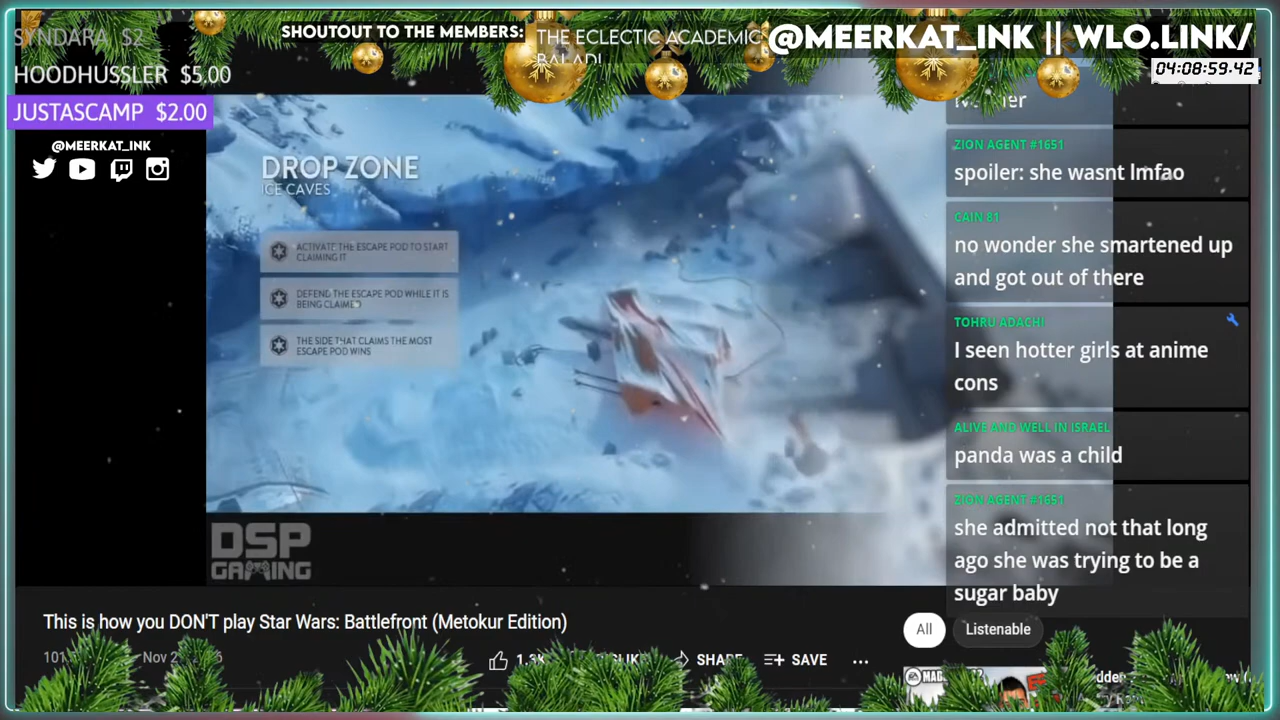 SYNDARA $2
HOODHUSSLER $5.00
JUSTASCAMP $2.00
@MEERKAT_INK
SHOUTOUT TO THE MEMBERS:
THE ECLECTIC ACADEMIC
@MEERKAT_INK || WLO.LINK/
04:08:59.42
DROP ZONE
ICE CAVES
ACTIVATE THE ESCAPE POD TO START
CLAIMING IT
DEFEND THE ESCAPE POD WHILE IT IS
BEING CLAIMED
THE SIDE THAT CLAIMS THE MOST
ESCAPE POD WINS
DSP
GAMING
ZION AGENT #1651
spoiler: she wasnt lmfao
CAIN 81
no wonder she smartened up
and got out of there
TOHRU ADACHI
I seen hotter girls at anime
cons
ALIVE AND WELL IN ISRAEL
panda was a child
ZION AGENT #1651
she admitted not that long
ago she was trying to be a
sugar baby
This is how you DON'T play Star Wars: Battlefront (Metokur Edition)
SHARE
SAVE
All
Listenable